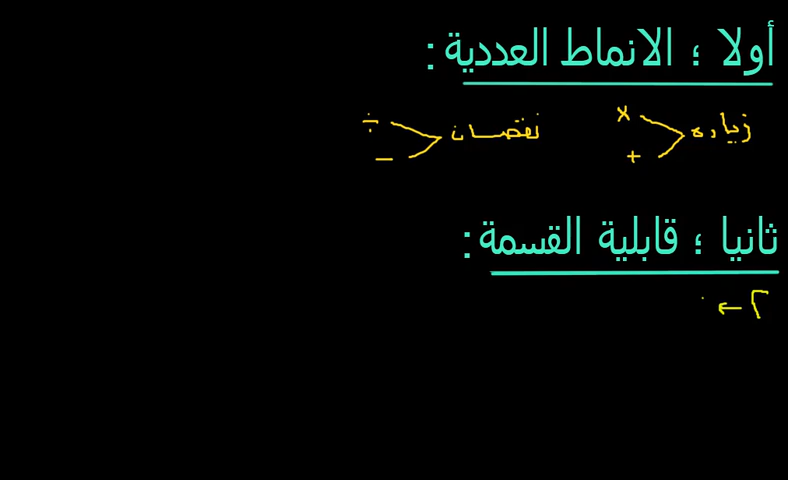 أولا ؛ الانماط العددية :
زيادة × + نقصان ÷ −
ثانيا ؛ قابلية القسمة :
٢ ←